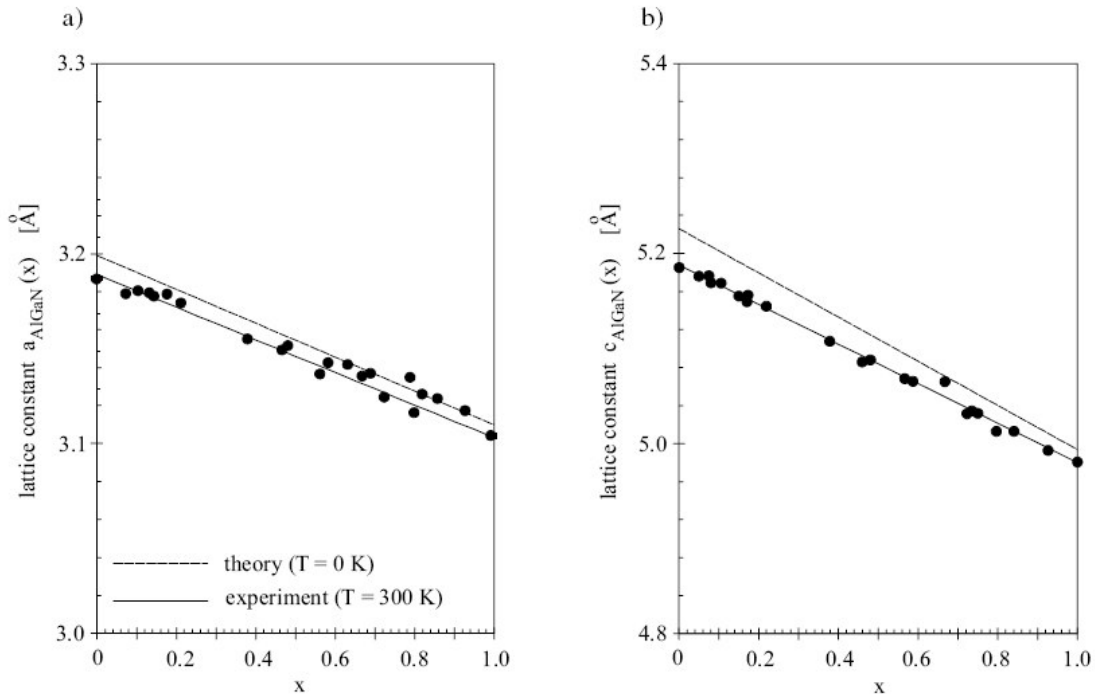 a)
lattice constant a_AlGaN(x) [Å]
3.3
3.2
3.1
3.0
theory (T = 0 K)
experiment (T = 300 K)
0 0.2 0.4 0.6 0.8 1.0
x
b)
lattice constant c_AlGaN(x) [Å]
5.4
5.2
5.0
4.8
0 0.2 0.4 0.6 0.8 1.0
x